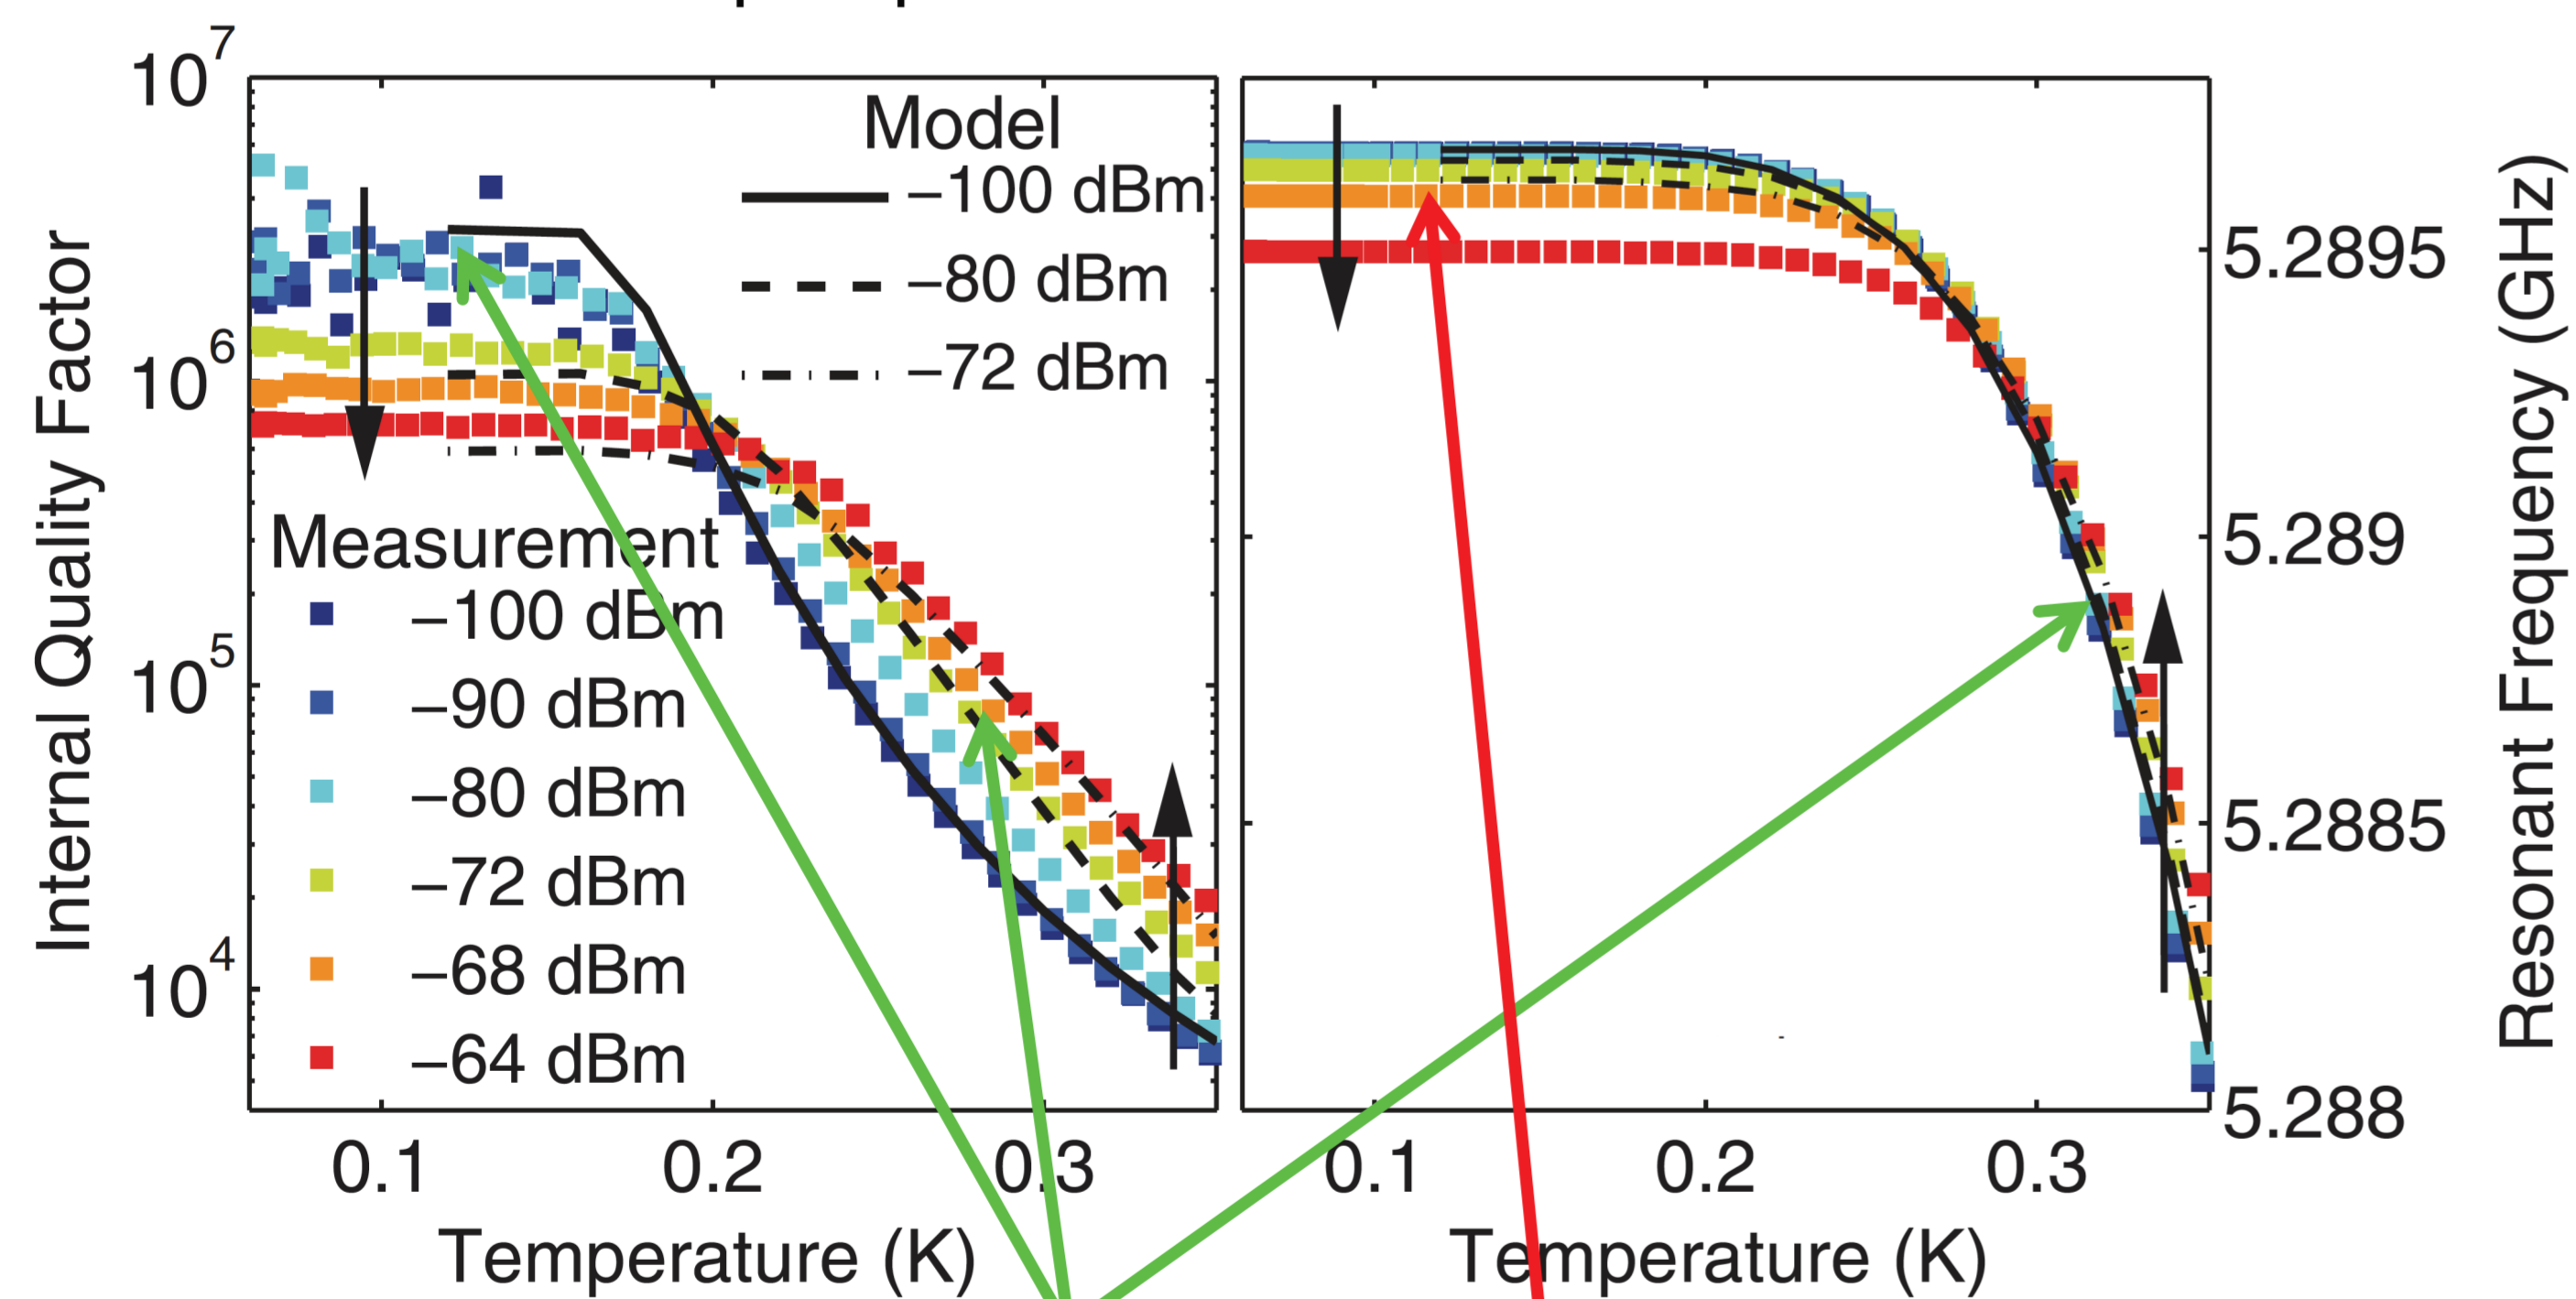 10^7
10^6
10^5
10^4
Internal Quality Factor
Model
–100 dBm
–80 dBm
–72 dBm
Measurement
–100 dBm
–90 dBm
–80 dBm
–72 dBm
–68 dBm
–64 dBm
0.1 0.2 0.3
Temperature (K)
5.2895
5.289
5.2885
5.288
Resonant Frequency (GHz)
0.1 0.2 0.3
Temperature (K)